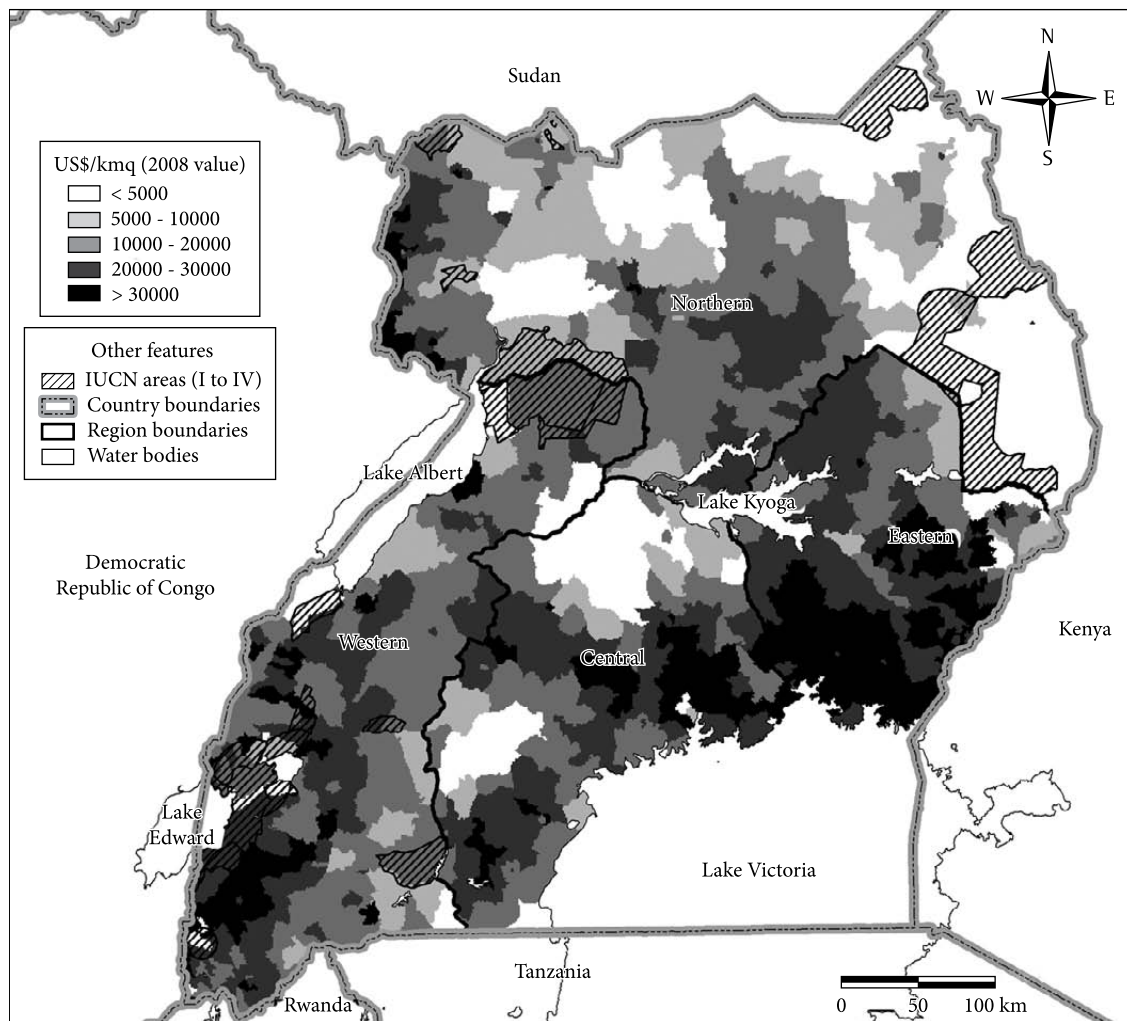 Sudan
N
W
E
S
US$/kmq (2008 value)
< 5000
5000 - 10000
10000 - 20000
20000 - 30000
> 30000
Northern
Other features
IUCN areas (I to IV)
Country boundaries
Region boundaries
Water bodies
Lake Albert
Lake Kyoga
Eastern
Democratic
Republic of Congo
Western
Central
Kenya
Lake
Edward
Lake Victoria
Tanzania
Rwanda
0 50 100 km